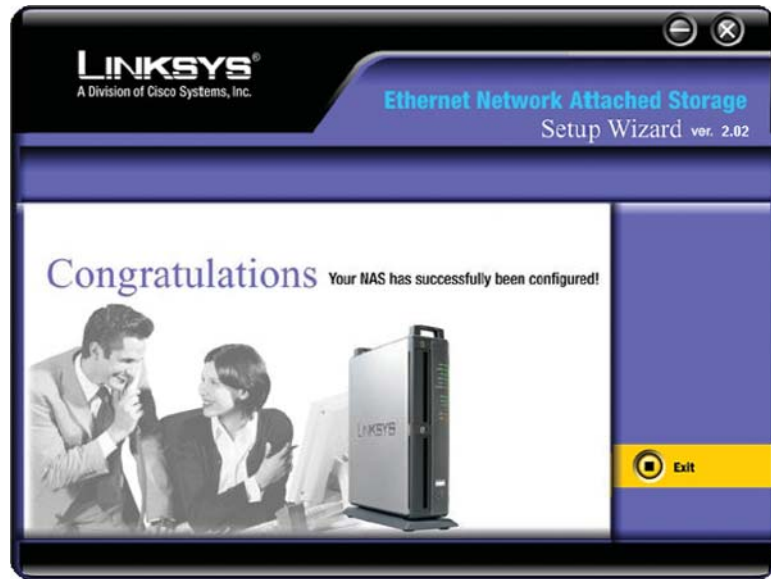 LINKSYS®
A Division of Cisco Systems, Inc.
Ethernet Network Attached Storage
Setup Wizard ver. 2.02
Congratulations Your NAS has successfully been configured!
LINKSYS
Exit